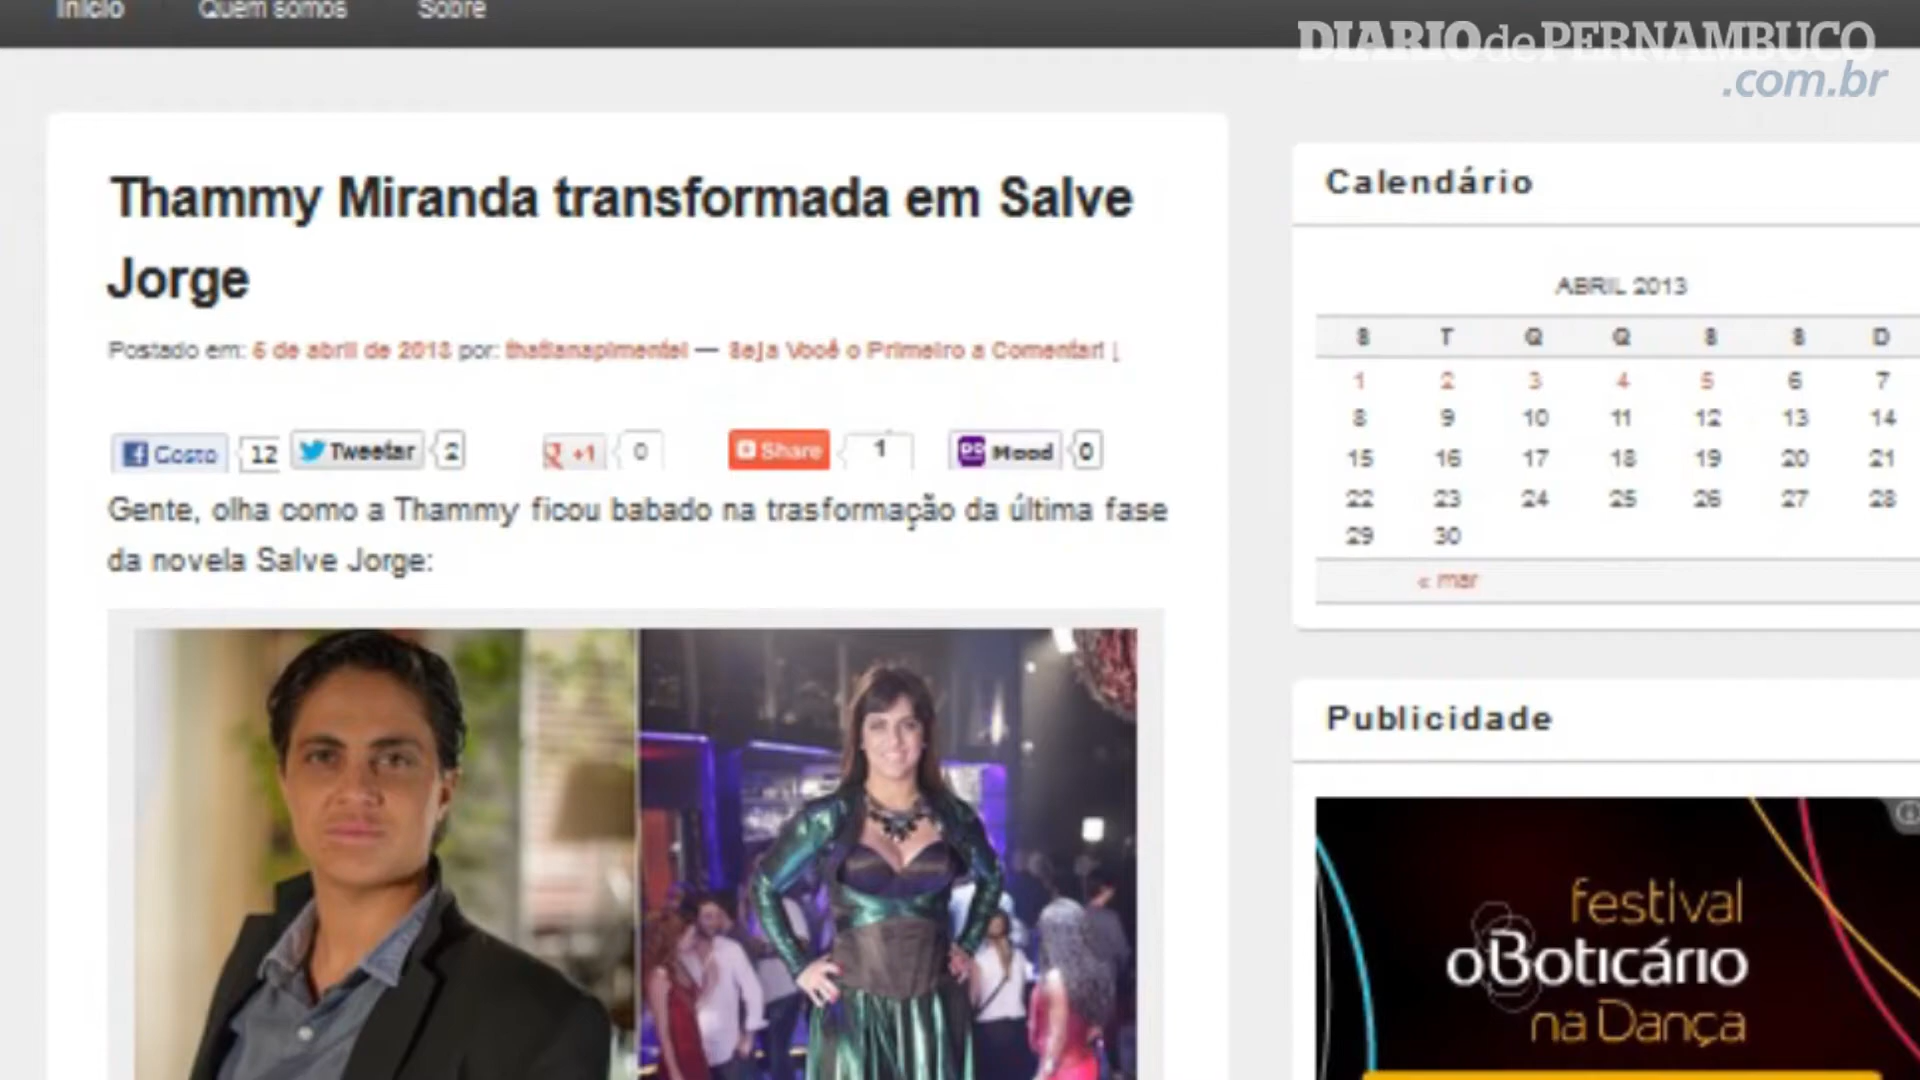 Início Quem somos Sobre
DIARIOdePERNAMBUCO
.com.br
Thammy Miranda transformada em Salve
Jorge
Postado em: 5 de abril de 2013 por: thatianapimentel — Seja Você o Primeiro a Comentar! ↓
Gosto 12 Tweetar 2 +1 0 Share 1 Mood 0
Gente, olha como a Thammy ficou babado na trasformação da última fase
da novela Salve Jorge:
Calendário
ABRIL 2013
S T Q Q S S D
1 2 3 4 5 6 7
8 9 10 11 12 13 14
15 16 17 18 19 20 21
22 23 24 25 26 27 28
29 30
« mar
Publicidade
festival
oBoticário
na Dança